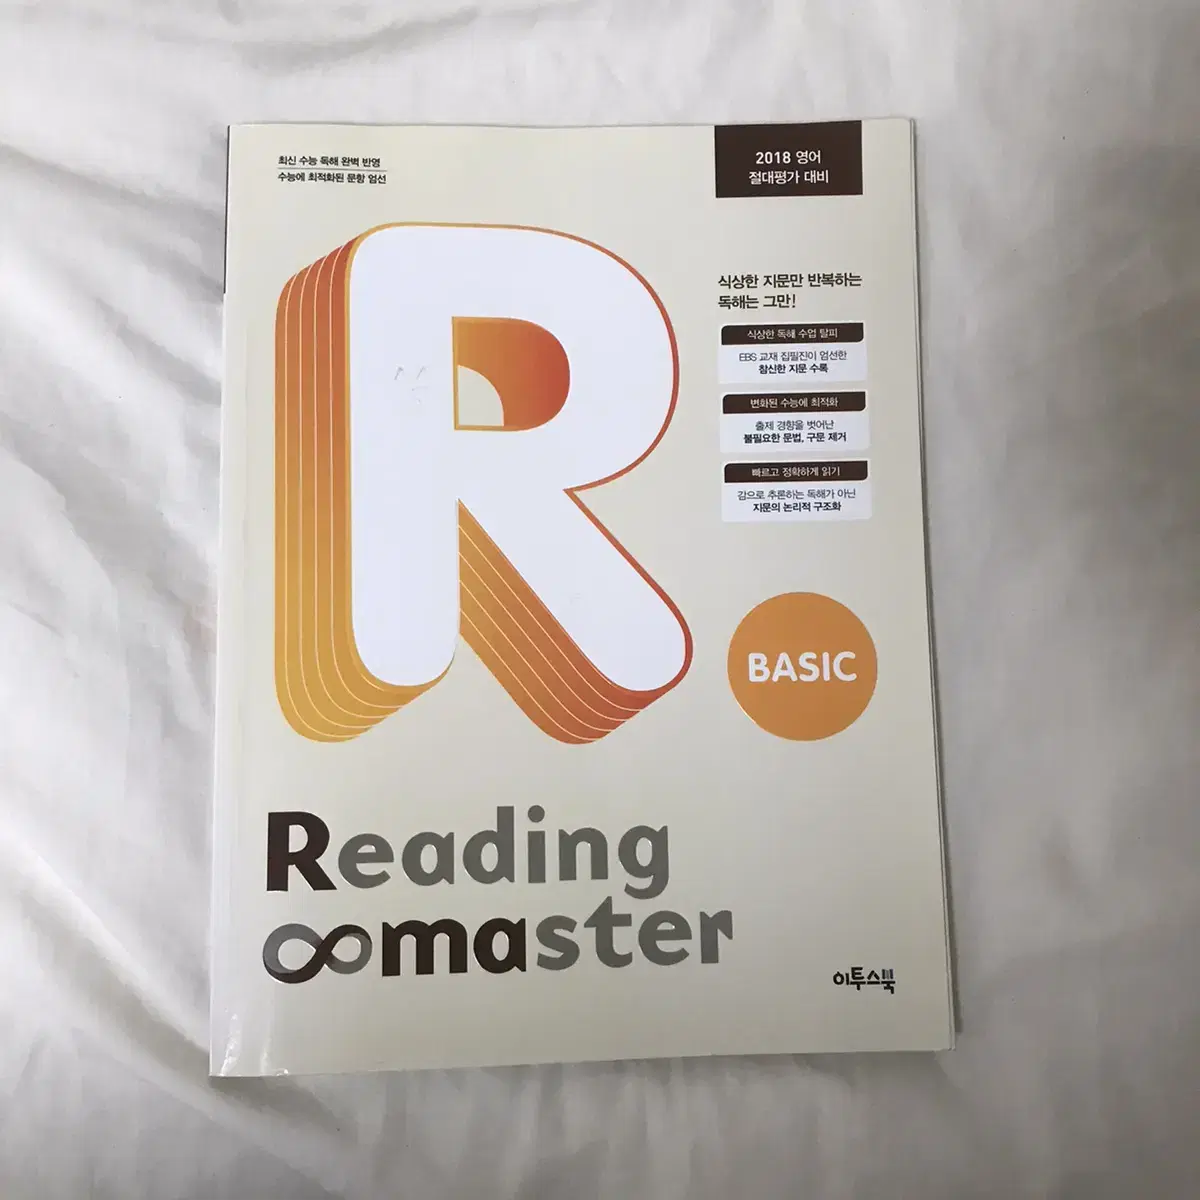 최신 수능 독해 완벽 반영
수능에 최적화된 문항 엄선
2018 영어
절대평가 대비
식상한 지문만 반복하는
독해는 그만!
식상한 독해 수업 탈피
EBS 교재 집필진이 엄선한
참신한 지문 수록
변화된 수능에 최적화
출제 경향을 벗어난
불필요한 문법, 구문 제거
빠르고 정확하게 읽기
감으로 추론하는 독해가 아닌
지문의 논리적 구조화
R
BASIC
Reading
∞master
이투스북